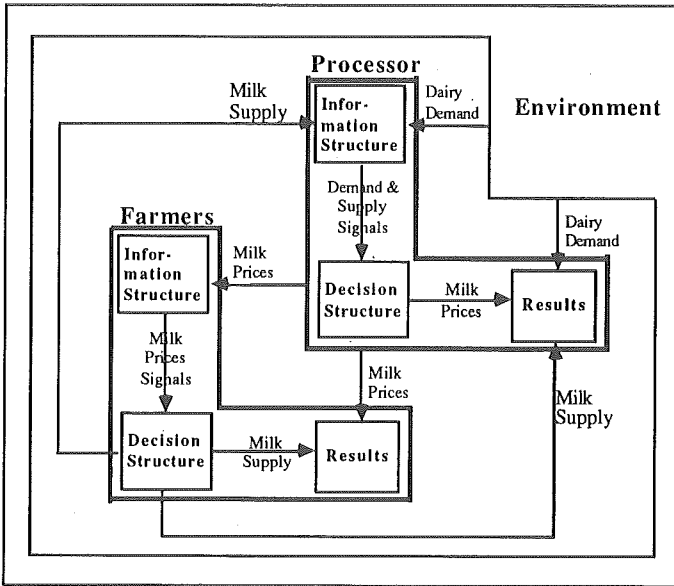 Processor
Milk
Supply
Infor-
mation
Structure
Dairy
Demand
Environment
Demand &
Supply
Signals
Farmers
Infor-
mation
Structure
Milk
Prices
Dairy
Demand
Decision
Structure
Milk
Prices
Results
Milk
Prices
Signals
Milk
Prices
Milk
Supply
Decision
Structure
Milk
Supply
Results